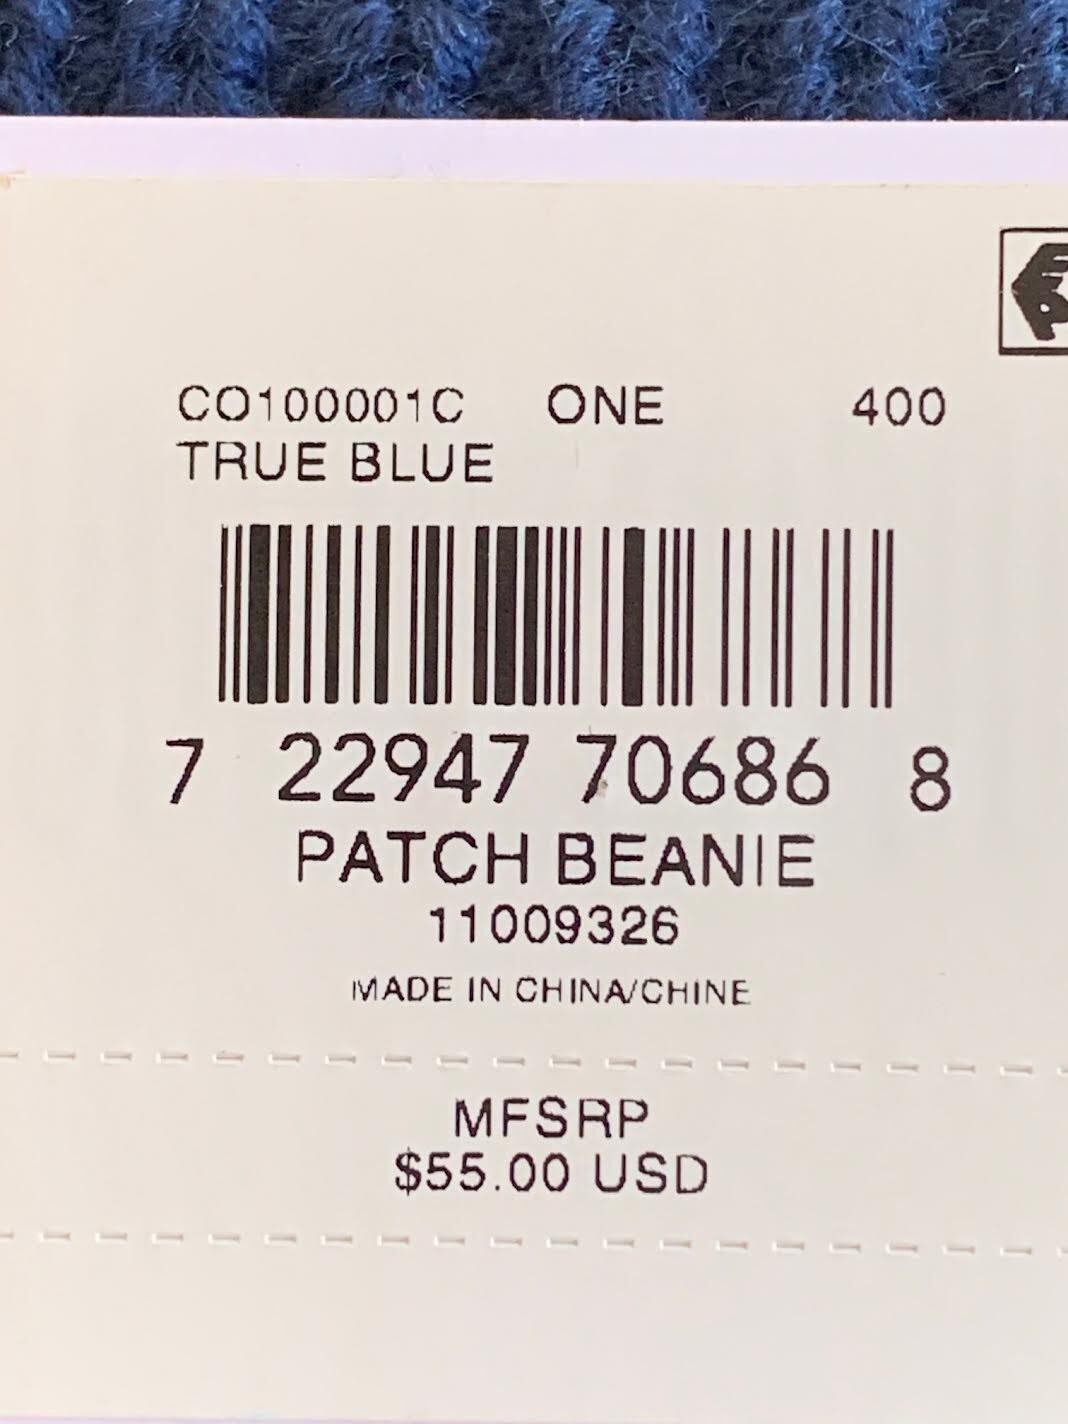 CO100001C ONE 400
TRUE BLUE
7 22947 70686 8
PATCH BEANIE
11009326
MADE IN CHINA/CHINE
MFSRP
$55.00 USD